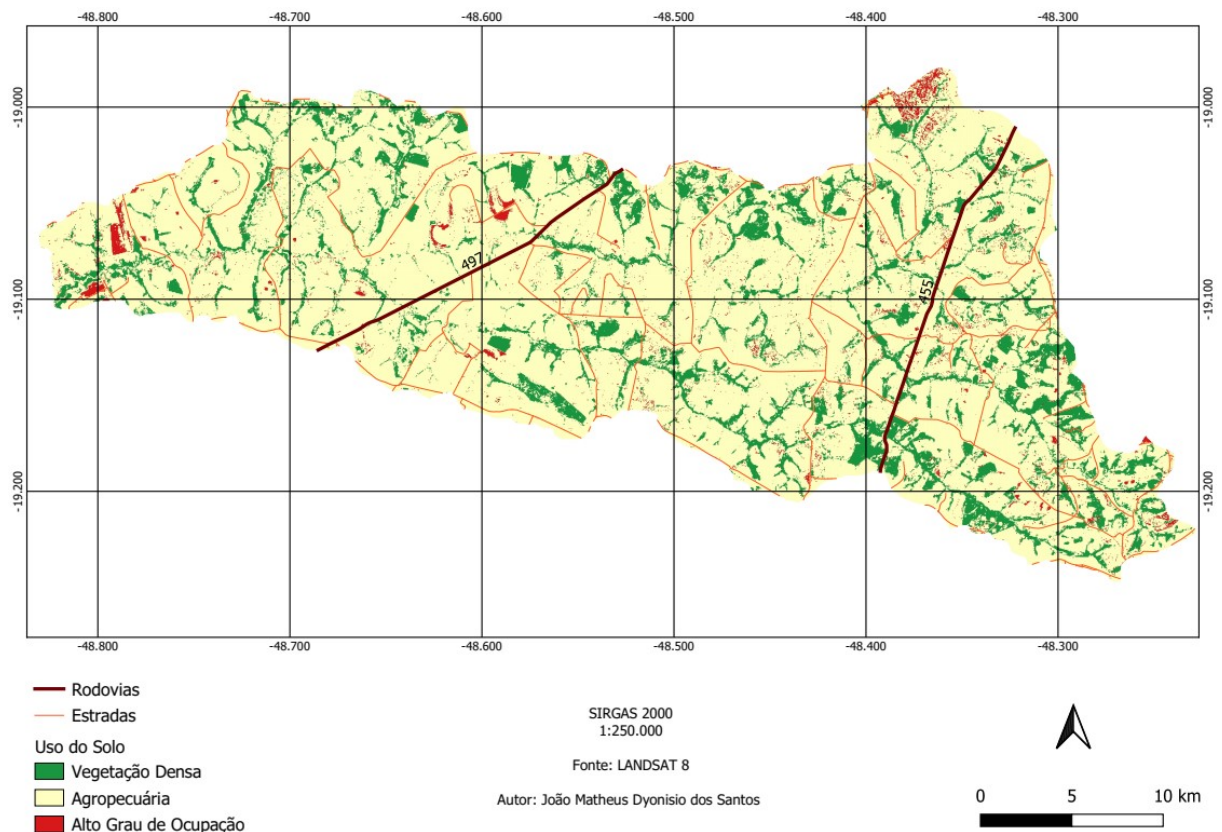 -48.800 -48.700 -48.600 -48.500 -48.400 -48.300
-19.000 -19.000
497
455
-19.100 -19.100
-19.200 -19.200
-48.800 -48.700 -48.600 -48.500 -48.400 -48.300
Rodovias
Estradas
Uso do Solo
Vegetação Densa
Agropecuária
Alto Grau de Ocupação
SIRGAS 2000
1:250.000
Fonte: LANDSAT 8
Autor: João Matheus Dyonisio dos Santos
0 5 10 km